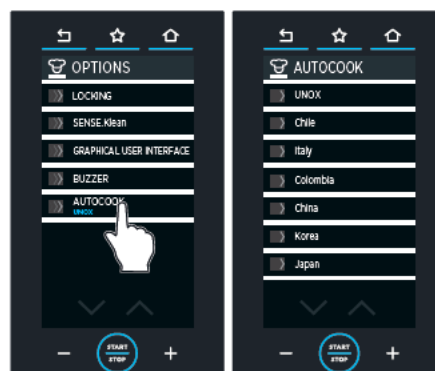 OPTIONS
LOCKING
SENSE.Klean
GRAPHICAL USER INTERFACE
BUZZER
AUTOCOOK
UNOX
START
STOP
AUTOCOOK
UNOX
Chile
Italy
Colombia
China
Korea
Japan
START
STOP